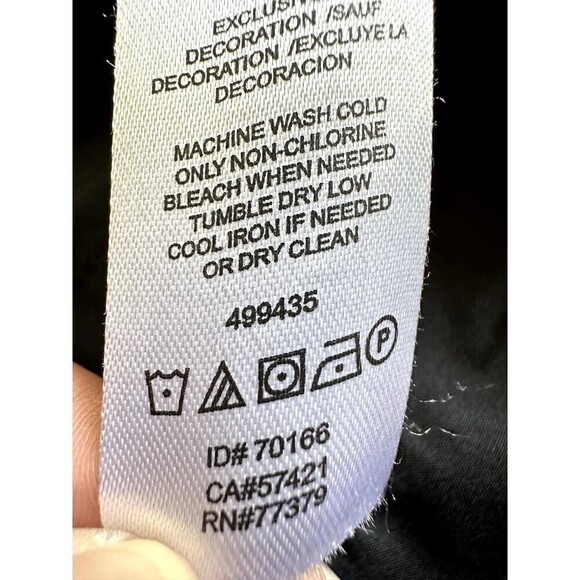 EXCLUSIV
DECORATION /SAUF
DECORATION /EXCLUYE LA
DECORACION
MACHINE WASH COLD
ONLY NON-CHLORINE
BLEACH WHEN NEEDED
TUMBLE DRY LOW
COOL IRON IF NEEDED
OR DRY CLEAN
499435
P
ID# 70166
CA#57421
RN#77379